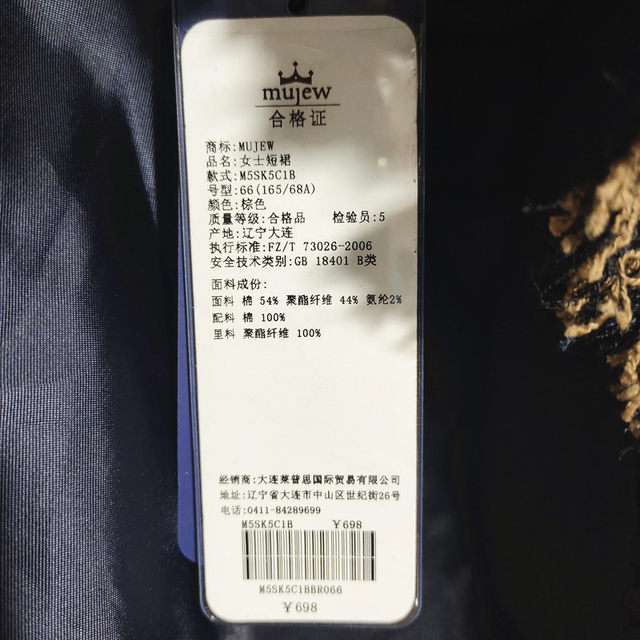 mujew
合格证
商标:MUJEW
品名:女士短裙
款式:M5SK5C1B
号型:66(165/68A)
颜色:棕色
质量等级:合格品 检验员:5
产地:辽宁大连
执行标准:FZ/T 73026-2006
安全技术类别:GB 18401 B类
面料成份:
面料 棉 54% 聚酯纤维 44% 氨纶2%
配料 棉 100%
里料 聚酯纤维 100%
经销商:大连莱普思国际贸易有限公司
地址:辽宁省大连市中山区世纪街26号
电话:0411-84289699
M5SK5C1B ￥698
M5SK5C1BBR066
￥698